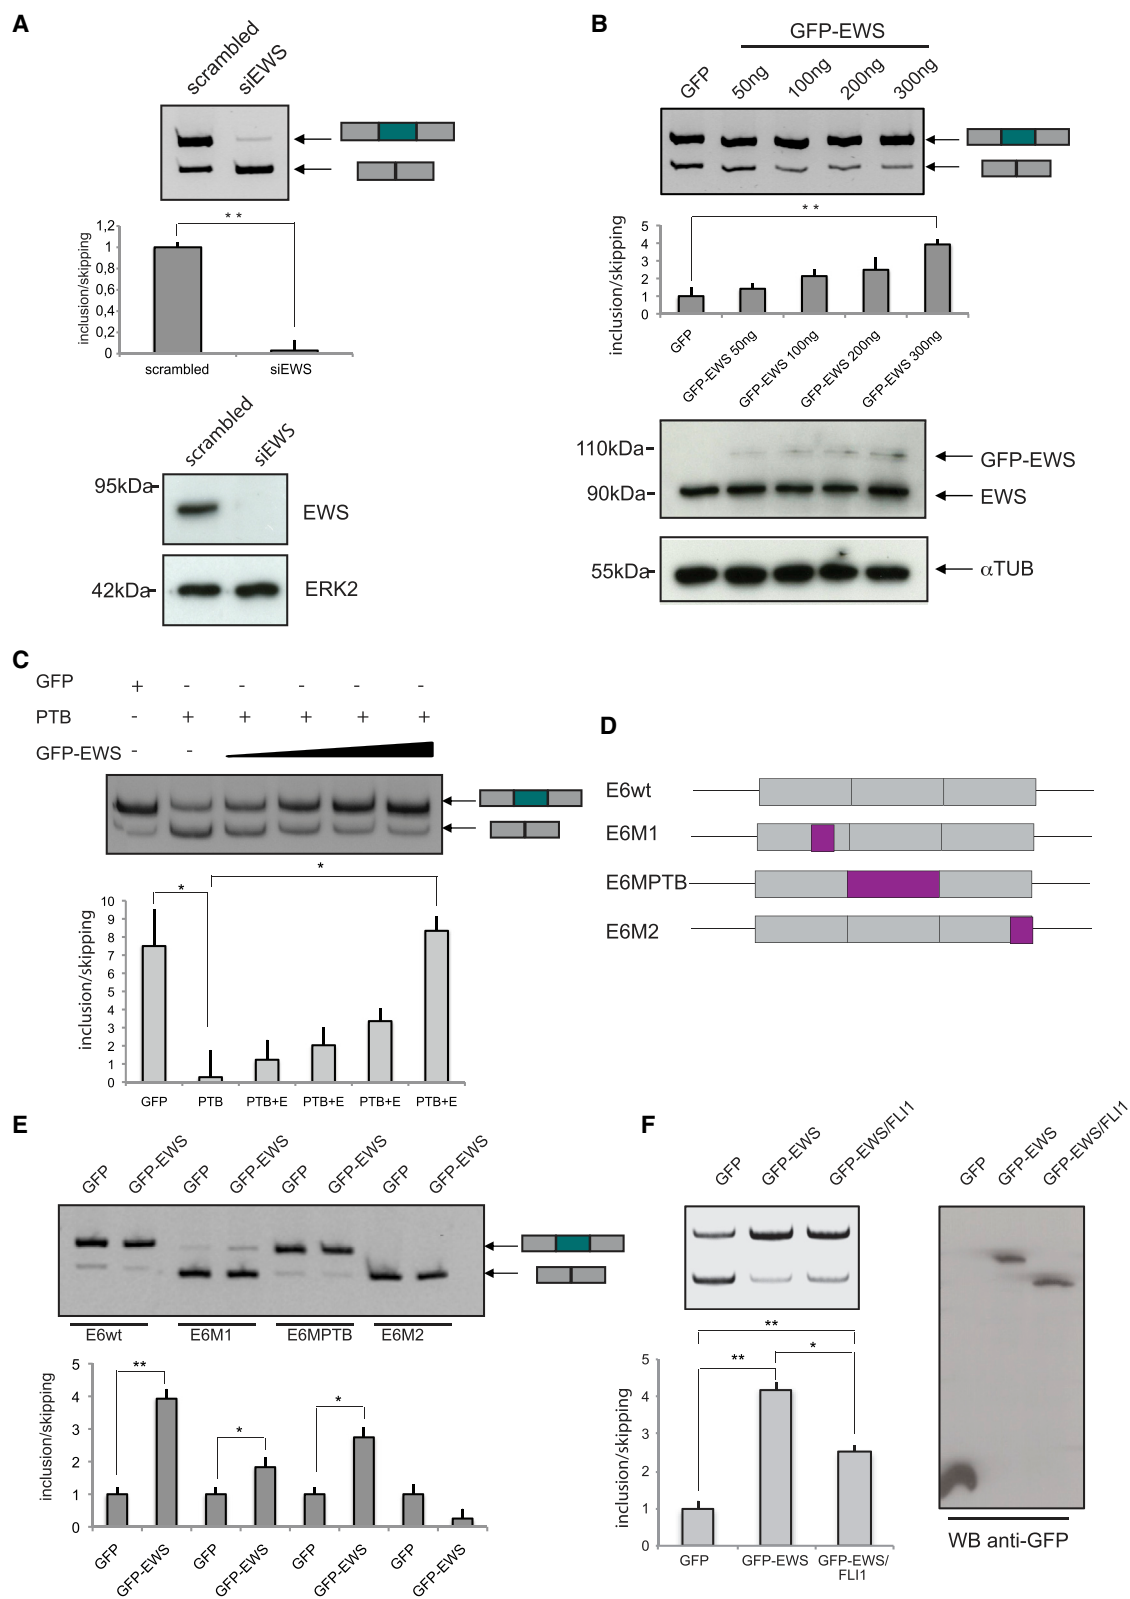 A
scrambled
siEWS
* *
inclusion/skipping
1,2
1
0,8
0,6
0,4
0,2
0
scrambled
siEWS
scrambled
siEWS
95kDa
EWS
42kDa
ERK2
B
GFP-EWS
GFP
50ng
100ng
200ng
300ng
* *
inclusion/skipping
5
4
3
2
1
0
GFP
GFP-EWS 50ng
GFP-EWS 100ng
GFP-EWS 200ng
GFP-EWS 300ng
110kDa
GFP-EWS
90kDa
EWS
55kDa
αTUB
C
GFP + - - - - -
PTB - + + + + +
GFP-EWS - -
*
*
inclusion/skipping
10
9
8
7
6
5
4
3
2
1
0
GFP PTB PTB+E PTB+E PTB+E PTB+E
D
E6wt
E6M1
E6MPTB
E6M2
E
GFP
GFP-EWS
GFP
GFP-EWS
GFP
GFP-EWS
GFP
GFP-EWS
E6wt E6M1 E6MPTB E6M2
**
*
*
inclusion/skipping
5
4
3
2
1
0
GFP
GFP-EWS
GFP
GFP-EWS
GFP
GFP-EWS
GFP
GFP-EWS
F
GFP
GFP-EWS
GFP-EWS/FLI1
**
**
*
inclusion/skipping
5
4
3
2
1
0
GFP
GFP-EWS
GFP-EWS/
FLI1
GFP
GFP-EWS
GFP-EWS/FLI1
WB anti-GFP